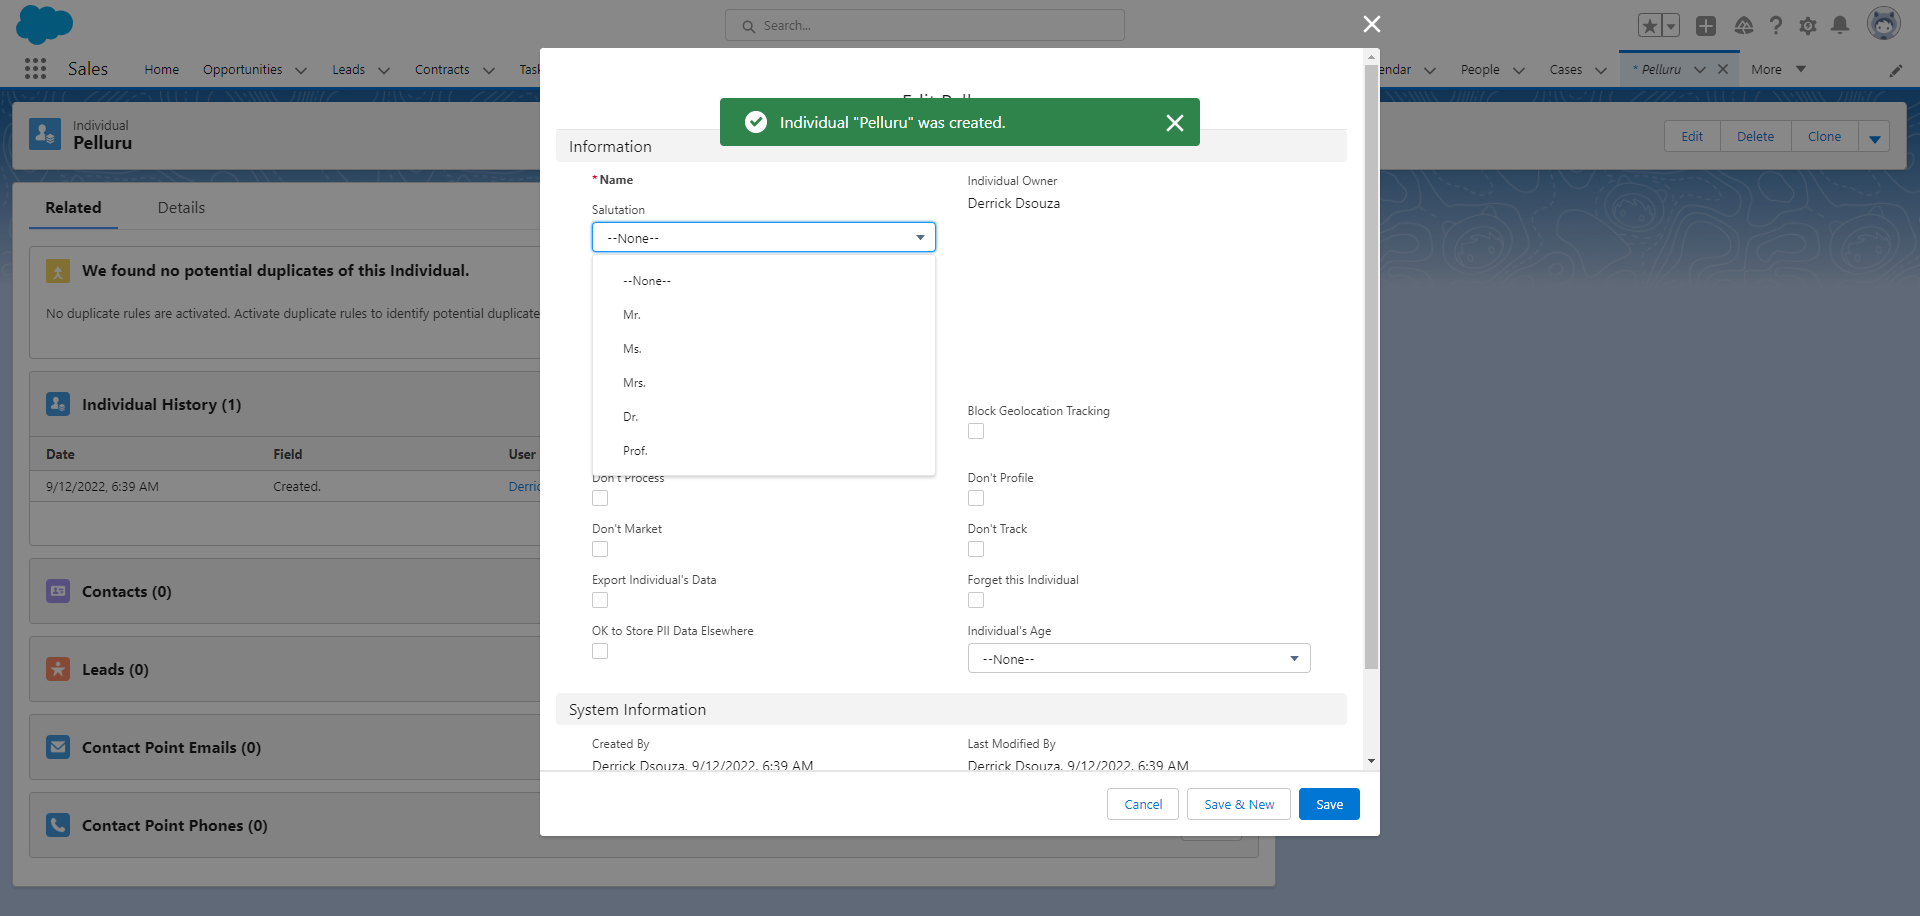 Search...
Sales
Home
Opportunities
Leads
Contracts
Calendar
People
Cases
* Pelluru
More
Individual
Pelluru
Edit
Delete
Clone
Individual "Pelluru" was created.
Related
Details
We found no potential duplicates of this Individual.
No duplicate rules are activated. Activate duplicate rules to identify potential duplicate
Individual History (1)
Date
Field
User
9/12/2022, 6:39 AM
Created.
Contacts (0)
Leads (0)
Contact Point Emails (0)
Contact Point Phones (0)
Information
* Name
Salutation
--None--
--None--
Mr.
Ms.
Mrs.
Dr.
Prof.
Individual Owner
Derrick Dsouza
Block Geolocation Tracking
Don't Process
Don't Profile
Don't Market
Don't Track
Export Individual's Data
Forget this Individual
OK to Store PII Data Elsewhere
Individual's Age
--None--
System Information
Created By
Derrick Dsouza, 9/12/2022, 6:39 AM
Last Modified By
Derrick Dsouza, 9/12/2022, 6:39 AM
Cancel
Save & New
Save